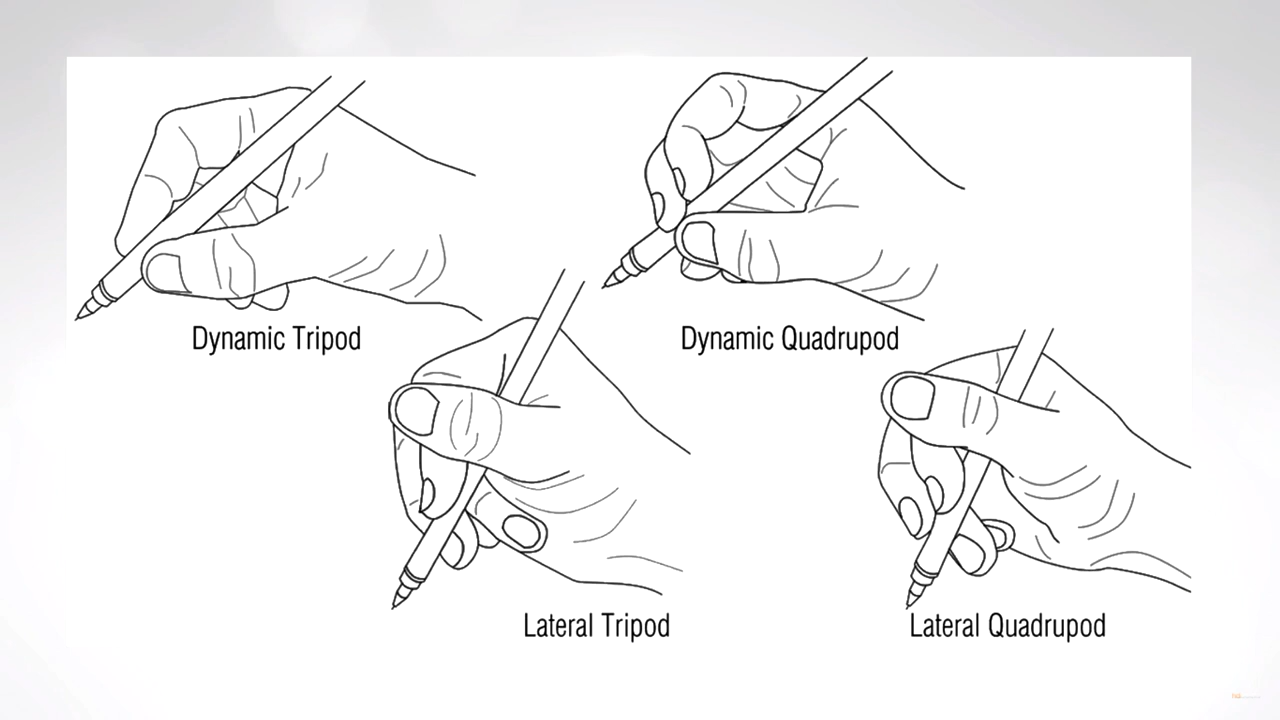 Dynamic Tripod
Dynamic Quadrupod
Lateral Tripod
Lateral Quadrupod